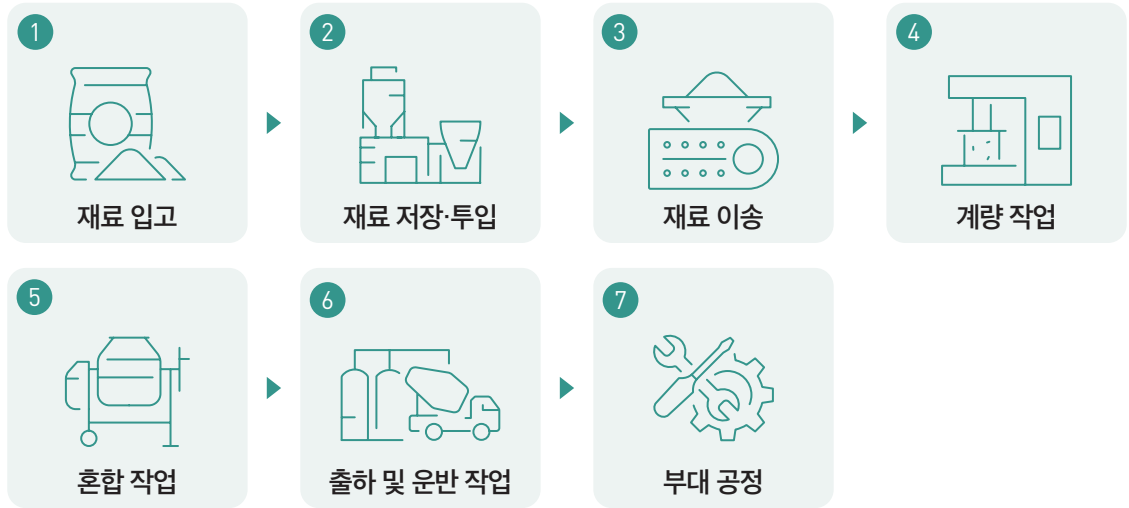 1
재료 입고
2
재료 저장·투입
3
재료 이송
4
계량 작업
5
혼합 작업
6
출하 및 운반 작업
7
부대 공정